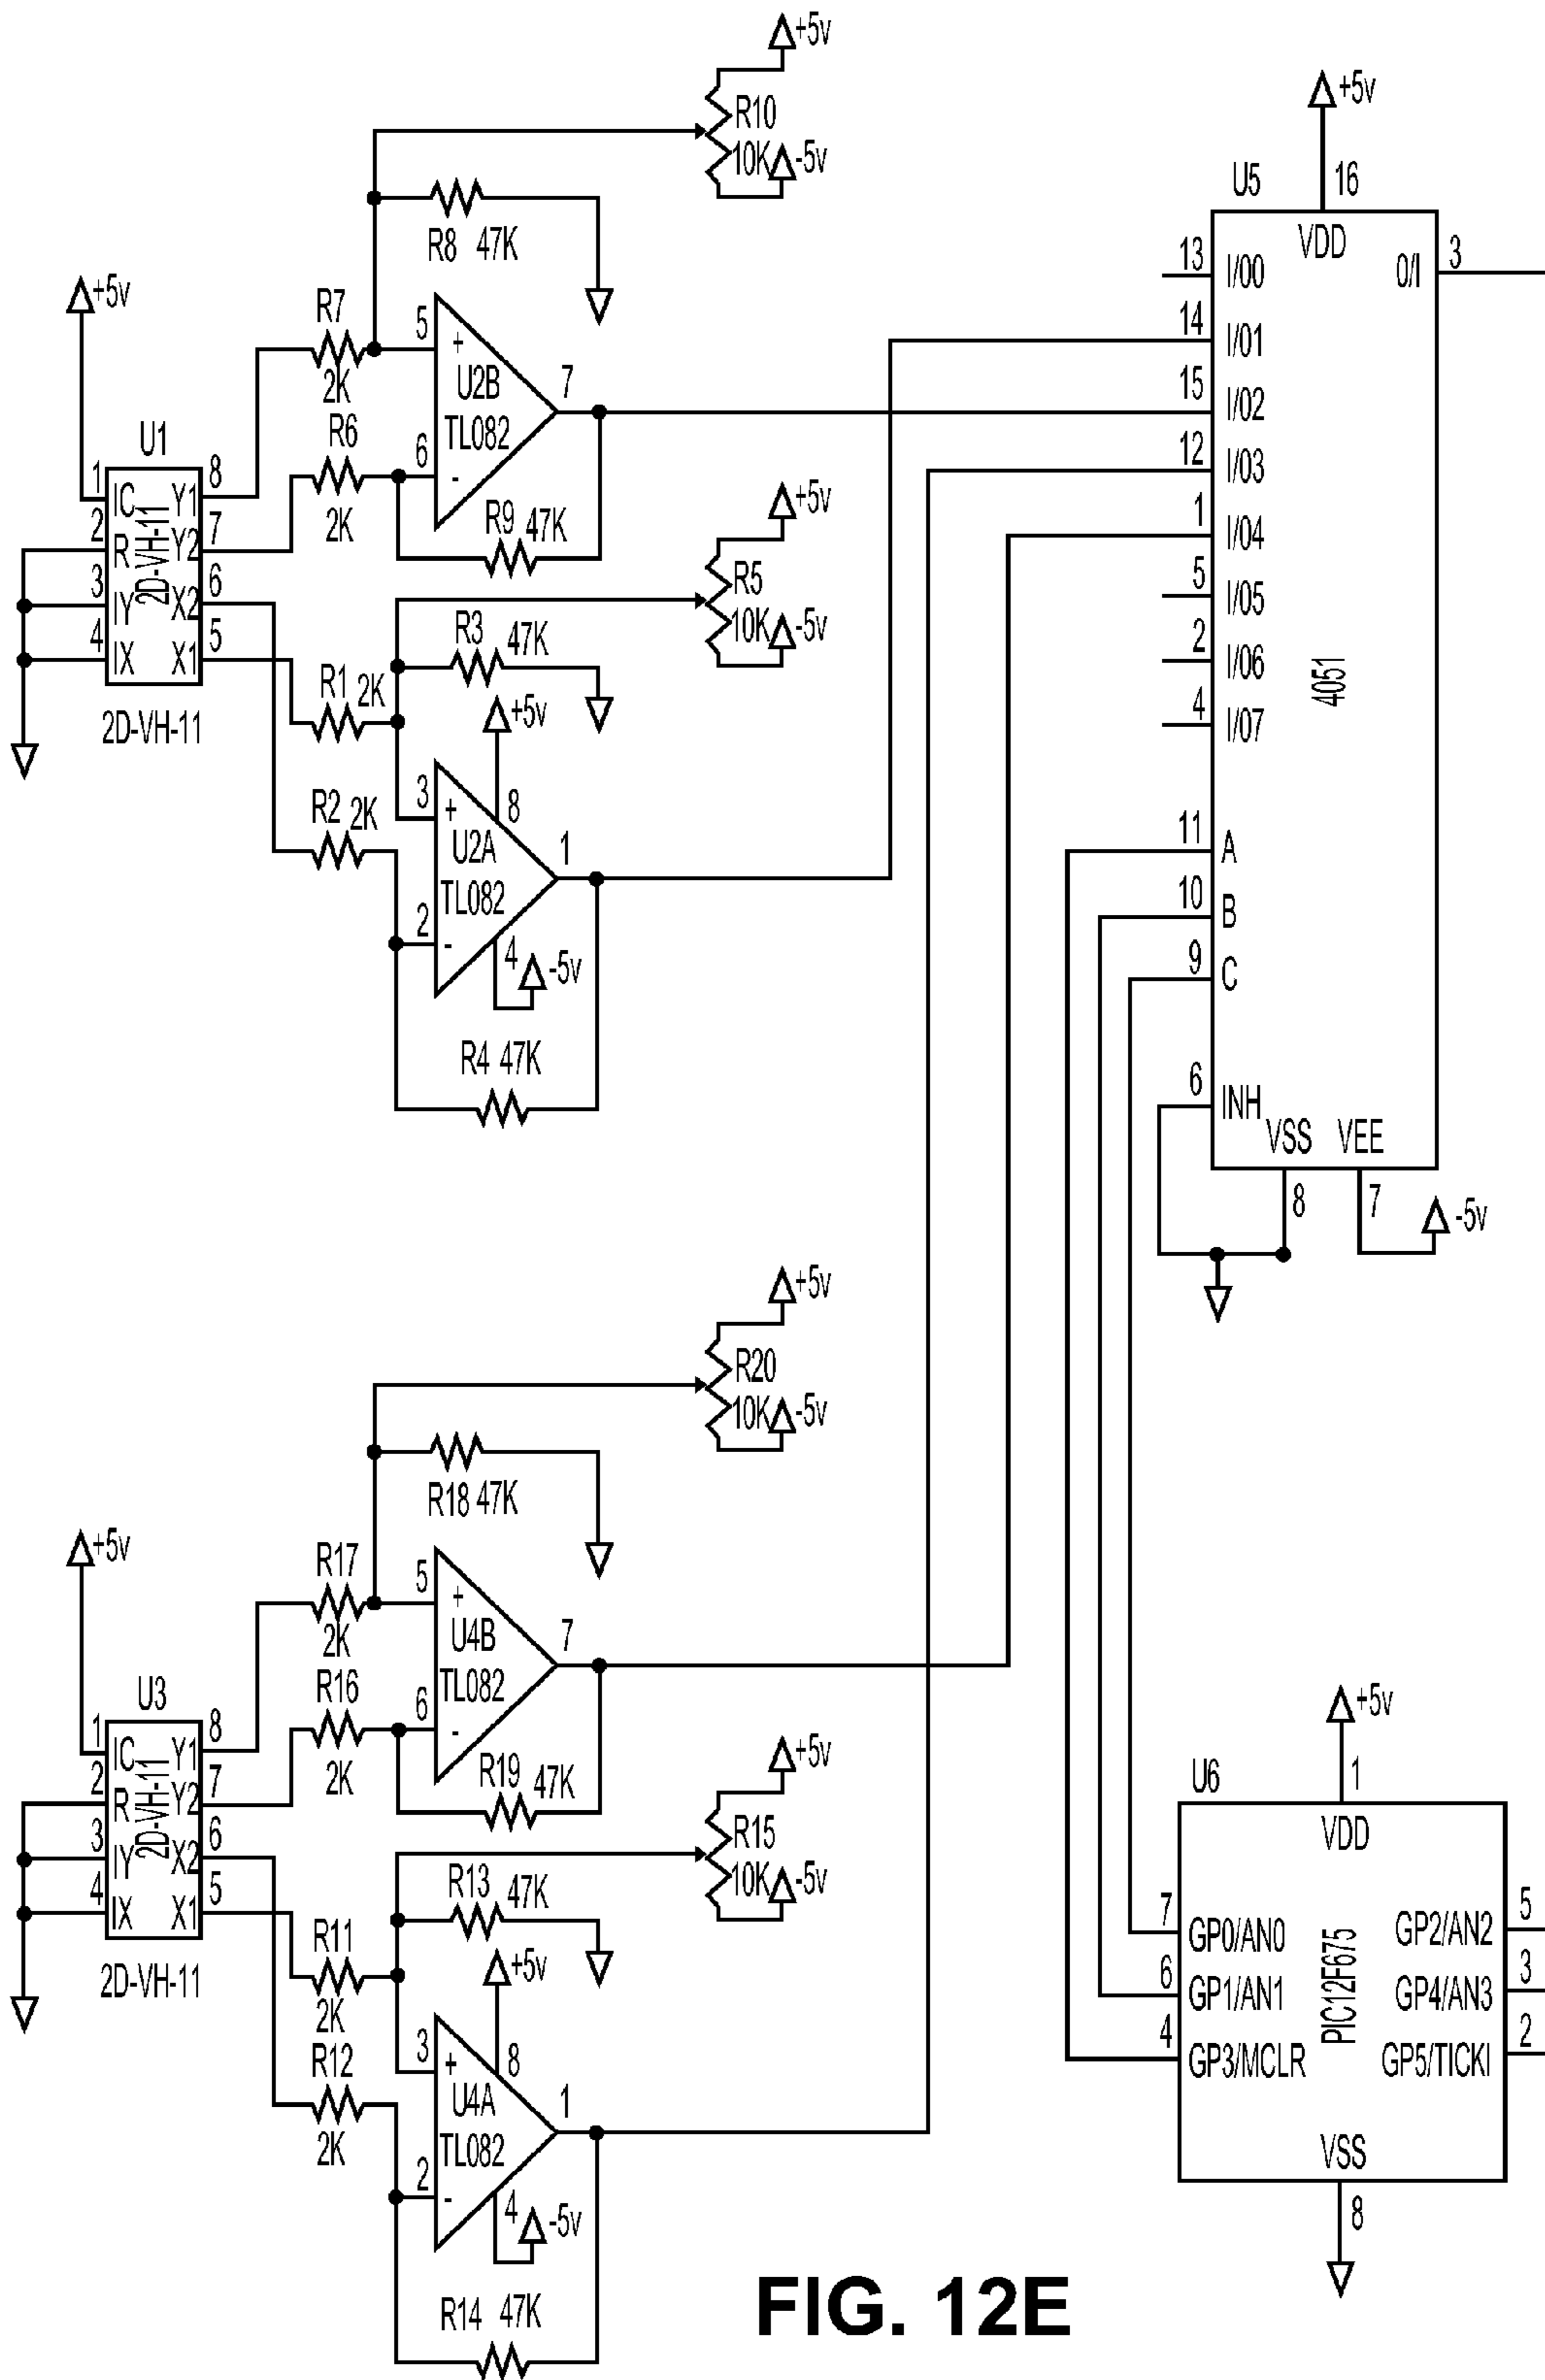 +5v
R10
10K
-5v
R8 47K
+5v
R7
2K
5
+
U2B
TL082
7
6
-
R6
2K
R9 47K
U1
1 IC Y1 8
2 R Y2 7
3 IY X2 6
4 IX X1 5
2D-VH-11
2D-VH-11
+5v
R5
10K
-5v
R3 47K
R1 2K
+5v
R2 2K
3
+
8
U2A
TL082
1
2
-
4
-5v
R4 47K
+5v
U5
16
VDD
13 I/00
0/I 3
14 I/01
15 I/02
12 I/03
1 I/04
5 I/05
2 I/06
4 I/07
4051
11 A
10 B
9 C
6 INH
VSS VEE
8
7
-5v
+5v
R20
10K
-5v
R18 47K
+5v
R17
2K
5
+
U4B
TL082
7
6
-
R16
2K
R19 47K
U3
1 IC Y1 8
2 R Y2 7
3 IY X2 6
4 IX X1 5
2D-VH-11
2D-VH-11
+5v
R15
10K
-5v
R13 47K
R11
2K
+5v
R12
2K
3
+
8
U4A
TL082
1
2
-
4
-5v
R14 47K
+5v
U6
1
VDD
7 GP0/AN0
6 GP1/AN1
4 GP3/MCLR
PIC12F675
GP2/AN2 5
GP4/AN3 3
GP5/TICKI 2
VSS
8
FIG. 12E